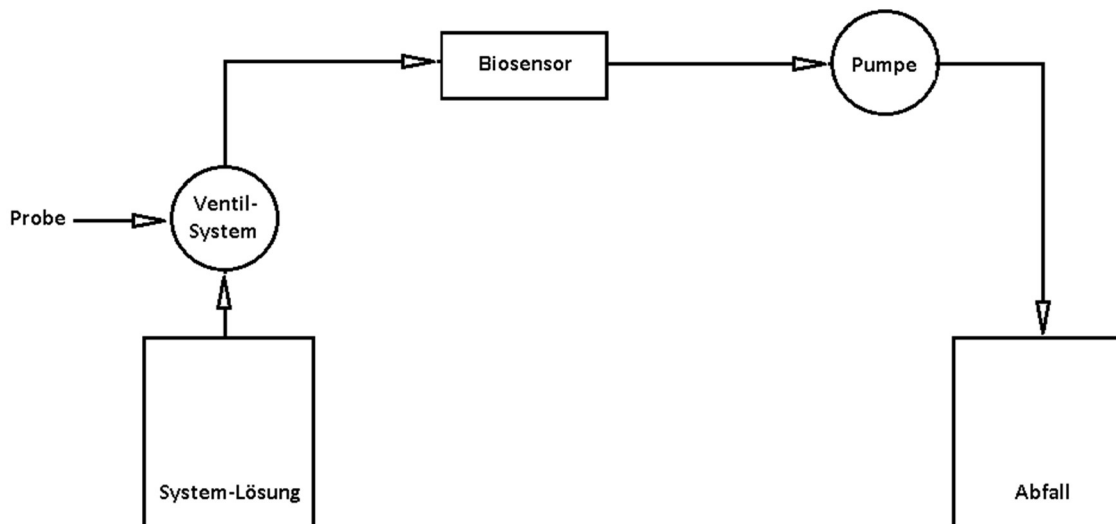 Biosensor
Pumpe
Probe
Ventil-
System
System-Lösung
Abfall